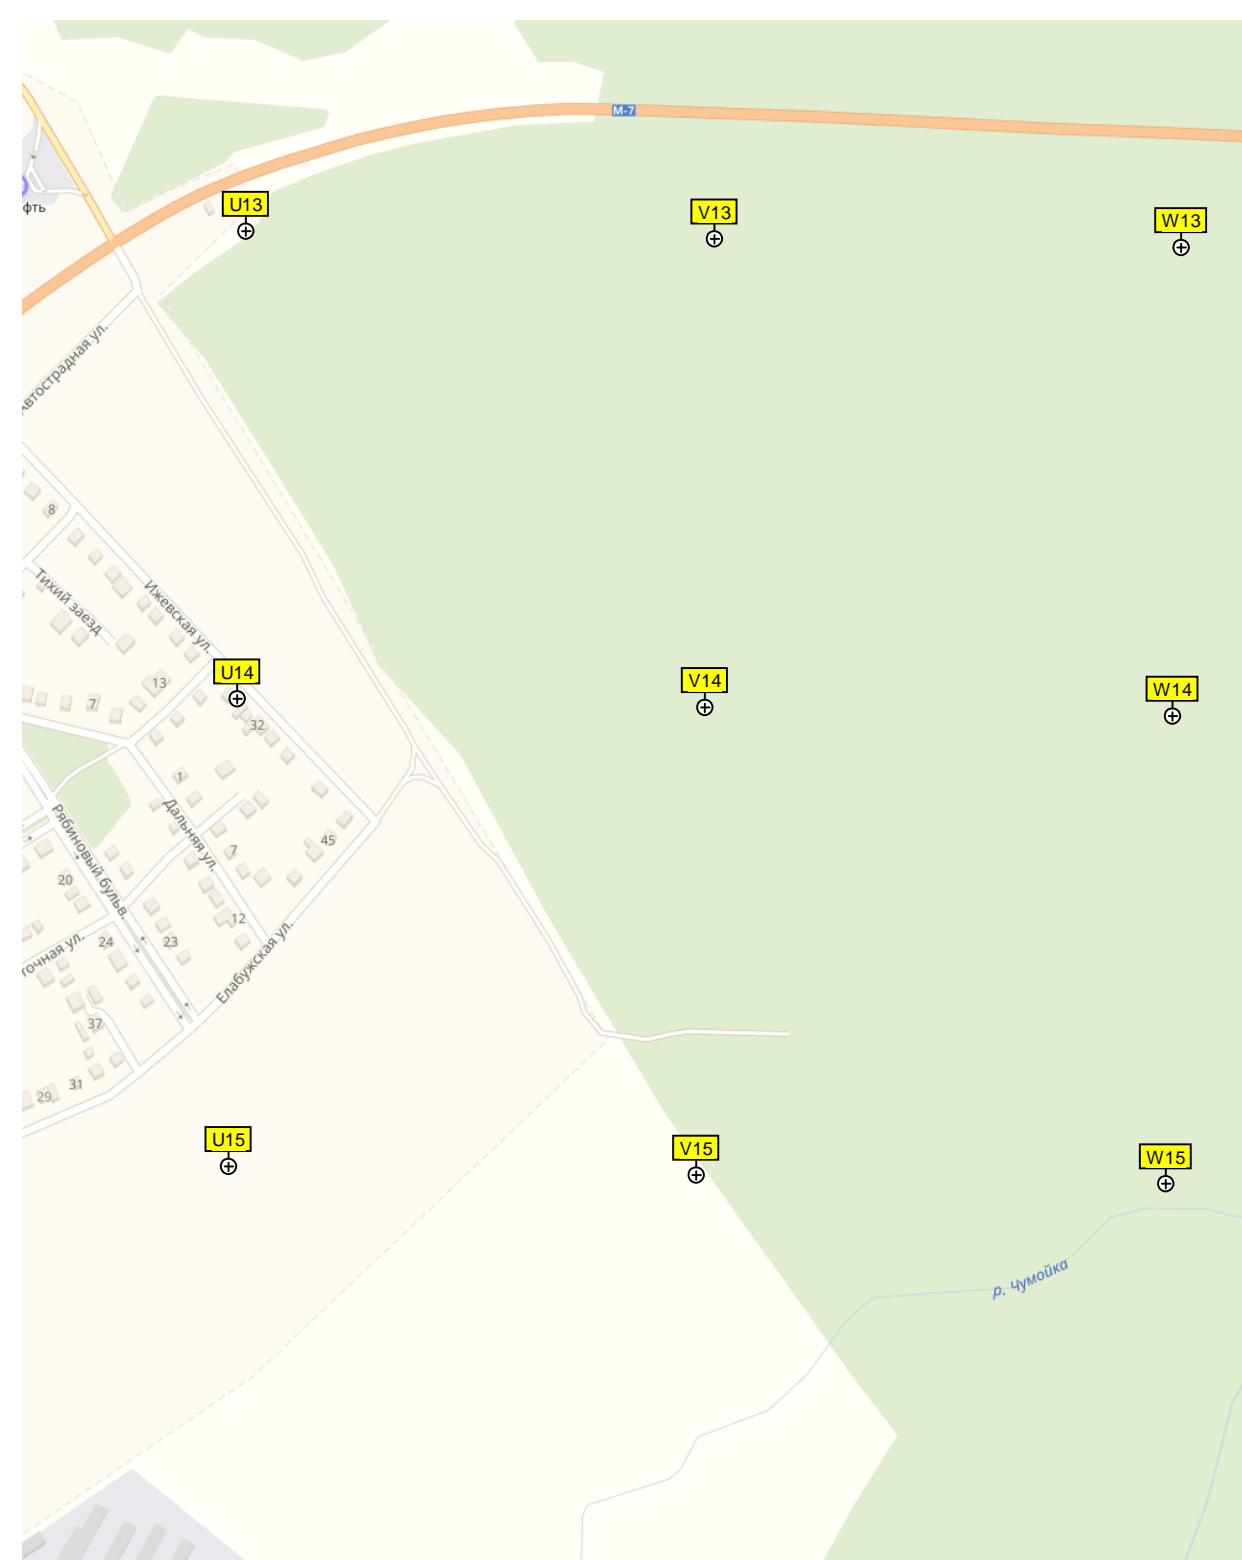 М-7
U13
V13
W13
фть
Автострадная ул.
8
Тихий заезд
Ижевская ул.
U14
V14
W14
13
7
32
1
Дальняя ул.
Рябиновый бульв.
45
7
20
12
24
23
точная ул.
Елабужская ул.
37
31
29
U15
V15
W15
р. Чумойка